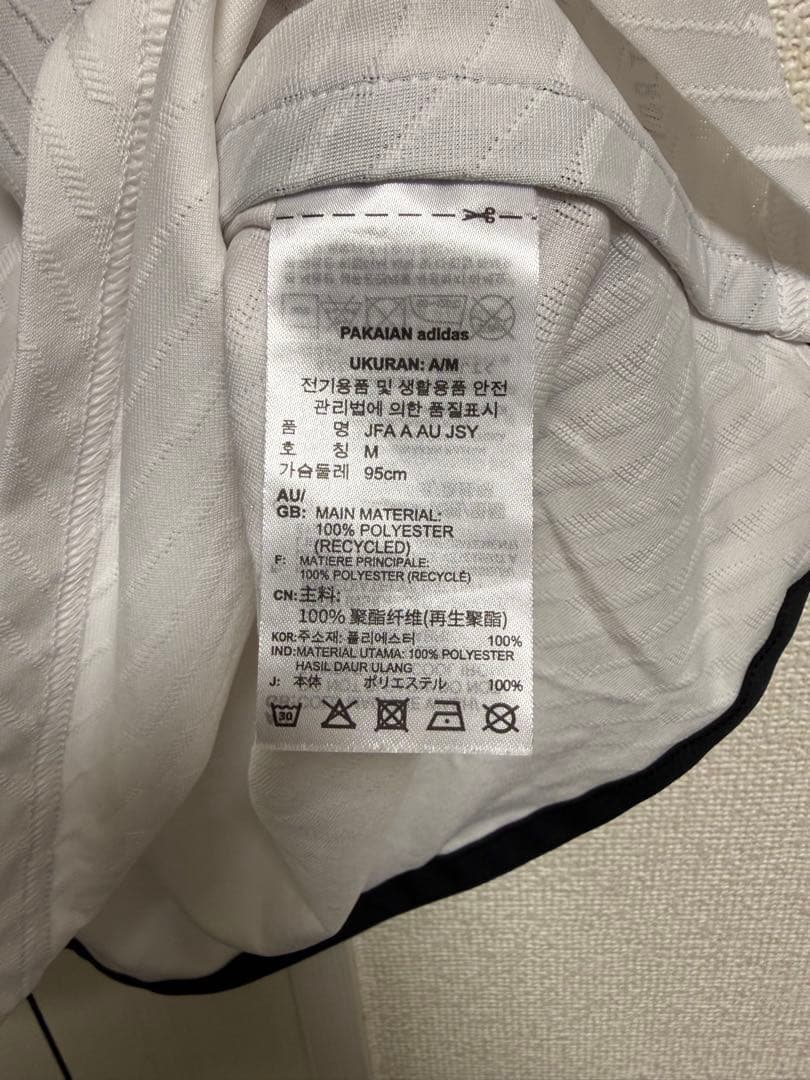 PAKAIAN adidas
UKURAN: A/M
전기용품 및 생활용품 안전
관리법에 의한 품질표시
품 명 JFA A AU JSY
호 칭 M
가슴둘레 95cm
AU/
GB: MAIN MATERIAL:
100% POLYESTER
(RECYCLED)
F: MATIERE PRINCIPALE:
100% POLYESTER (RECYCLÉ)
CN:主料:
100% 聚酯纤维(再生聚酯)
KOR:주소재: 폴리에스터 100%
IND:MATERIAL UTAMA: 100% POLYESTER
HASIL DAUR ULANG
J: 本体 ポリエステル 100%
30